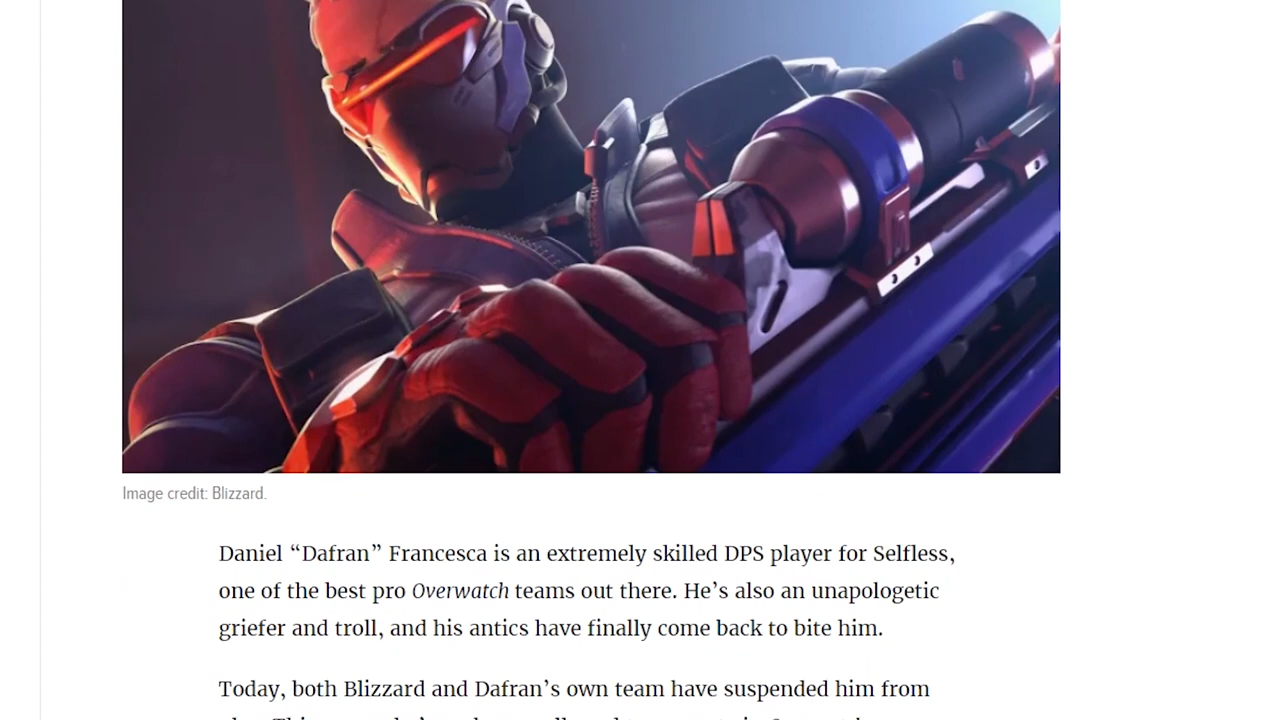 Image credit: Blizzard.
Daniel “Dafran” Francesca is an extremely skilled DPS player for Selfless,
one of the best pro Overwatch teams out there. He’s also an unapologetic
griefer and troll, and his antics have finally come back to bite him.
Today, both Blizzard and Dafran’s own team have suspended him from